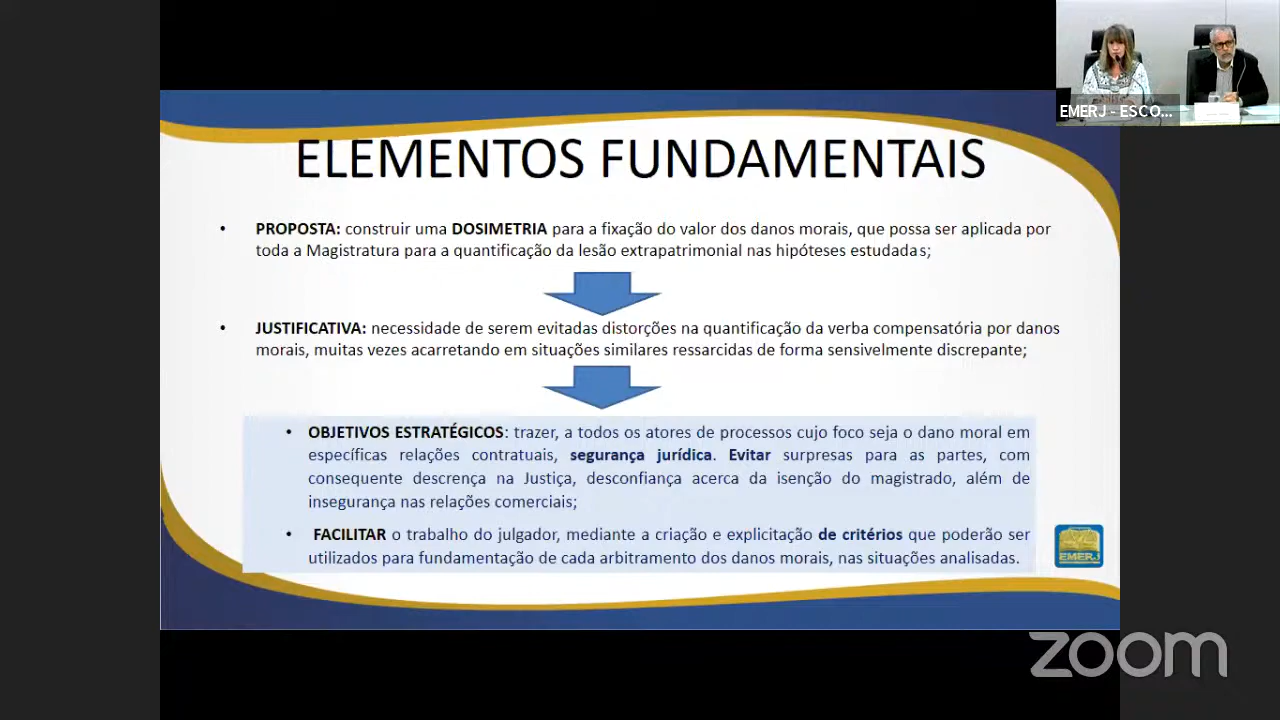 EMERJ - ESCO...
ELEMENTOS FUNDAMENTAIS
• PROPOSTA: construir uma DOSIMETRIA para a fixação do valor dos danos morais, que possa ser aplicada por
toda a Magistratura para a quantificação da lesão extrapatrimonial nas hipóteses estudadas;
• JUSTIFICATIVA: necessidade de serem evitadas distorções na quantificação da verba compensatória por danos
morais, muitas vezes acarretando em situações similares ressarcidas de forma sensivelmente discrepante;
• OBJETIVOS ESTRATÉGICOS: trazer, a todos os atores de processos cujo foco seja o dano moral em
específicas relações contratuais, segurança jurídica. Evitar surpresas para as partes, com
consequente descrença na Justiça, desconfiança acerca da isenção do magistrado, além de
insegurança nas relações comerciais;
• FACILITAR o trabalho do julgador, mediante a criação e explicitação de critérios que poderão ser
utilizados para fundamentação de cada arbitramento dos danos morais, nas situações analisadas.
EMERJ
zoom